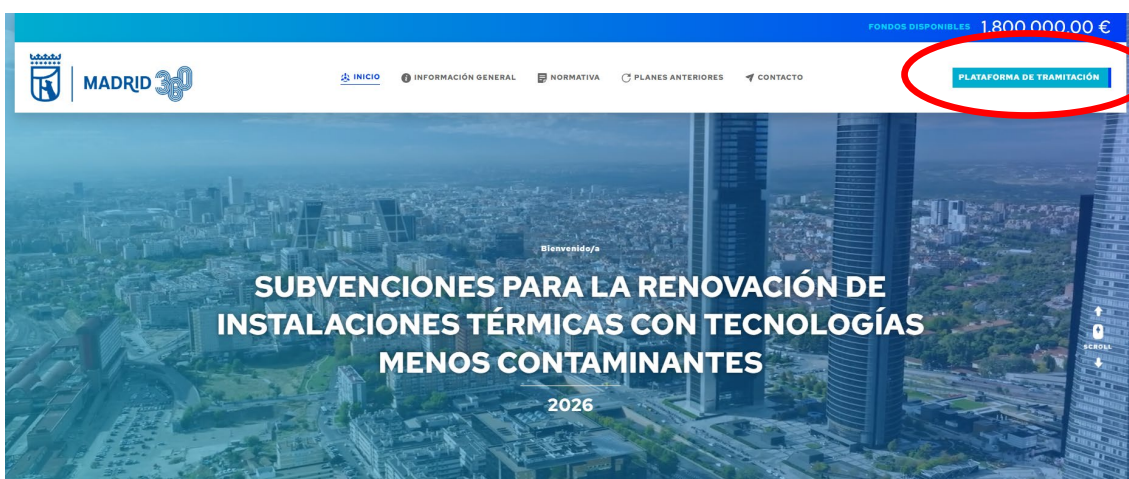 FONDOS DISPONIBLES 1.800.000,00 €
MADRID 360
INICIO INFORMACIÓN GENERAL NORMATIVA PLANES ANTERIORES CONTACTO PLATAFORMA DE TRAMITACIÓN
Bienvenido/a
SUBVENCIONES PARA LA RENOVACIÓN DE
INSTALACIONES TÉRMICAS CON TECNOLOGÍAS
MENOS CONTAMINANTES
2026
SCROLL